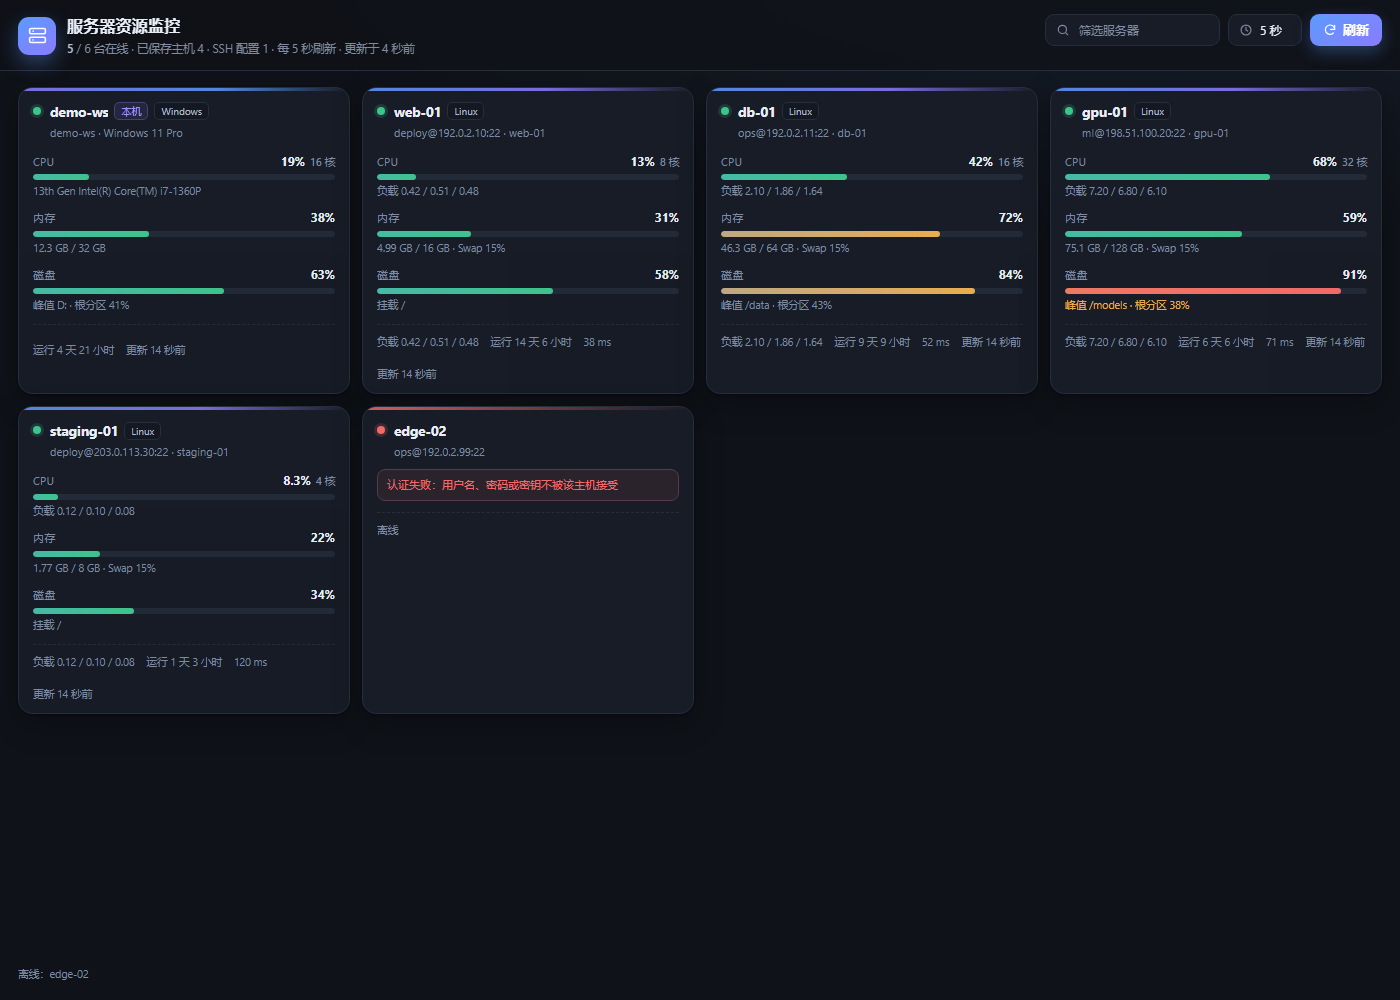 服务器资源监控
5 / 6 台在线 · 已保存主机 4 · SSH 配置 1 · 每 5 秒刷新 · 更新于 4 秒前
筛选服务器
5 秒
刷新
demo-ws 本机 Windows
demo-ws · Windows 11 Pro
CPU 19% 16 核
13th Gen Intel(R) Core(TM) i7-1360P
内存 38%
12.3 GB / 32 GB
磁盘 63%
峰值 D: · 根分区 41%
运行 4 天 21 小时 更新 14 秒前
web-01 Linux
deploy@192.0.2.10:22 · web-01
CPU 13% 8 核
负载 0.42 / 0.51 / 0.48
内存 31%
4.99 GB / 16 GB · Swap 15%
磁盘 58%
挂载 /
负载 0.42 / 0.51 / 0.48 运行 14 天 6 小时 38 ms
更新 14 秒前
db-01 Linux
ops@192.0.2.11:22 · db-01
CPU 42% 16 核
负载 2.10 / 1.86 / 1.64
内存 72%
46.3 GB / 64 GB · Swap 15%
磁盘 84%
峰值 /data · 根分区 43%
负载 2.10 / 1.86 / 1.64 运行 9 天 9 小时 52 ms 更新 14 秒前
gpu-01 Linux
ml@198.51.100.20:22 · gpu-01
CPU 68% 32 核
负载 7.20 / 6.80 / 6.10
内存 59%
75.1 GB / 128 GB · Swap 15%
磁盘 91%
峰值 /models · 根分区 38%
负载 7.20 / 6.80 / 6.10 运行 6 天 6 小时 71 ms 更新 14 秒前
staging-01 Linux
deploy@203.0.113.30:22 · staging-01
CPU 8.3% 4 核
负载 0.12 / 0.10 / 0.08
内存 22%
1.77 GB / 8 GB · Swap 15%
磁盘 34%
挂载 /
负载 0.12 / 0.10 / 0.08 运行 1 天 3 小时 120 ms
更新 14 秒前
edge-02
ops@192.0.2.99:22
认证失败：用户名、密码或密钥不被该主机接受
离线
离线：edge-02